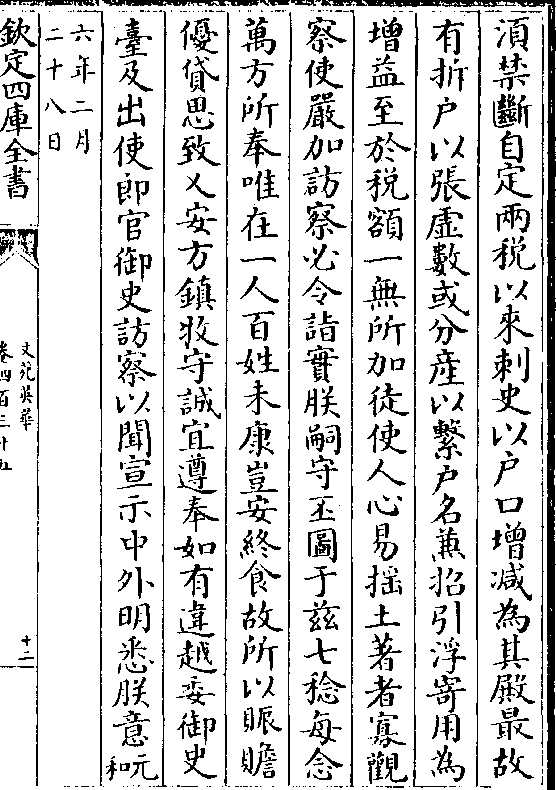 湏禁斷自定兩税以來刺史以户口增減為其殿最故
有折户以張虚數或分産以繫户名兼招引浮寄用為
增益至於税額一無所加徒使人心易揺土著者寡觀
察使嚴加訪察必令詣實朕嗣守丕圖于兹七稔每念
萬方所奉唯在一人百姓未康豈安終食故所以賑贍
優貸思致乂安方鎮牧守誠宜遵奉如有違越委御史
臺及出使郎官御史訪察以聞宣示中外明悉朕意元和
六年二月
二十八日
欽定四庫全書
文苑英華
卷四百三十五
十二